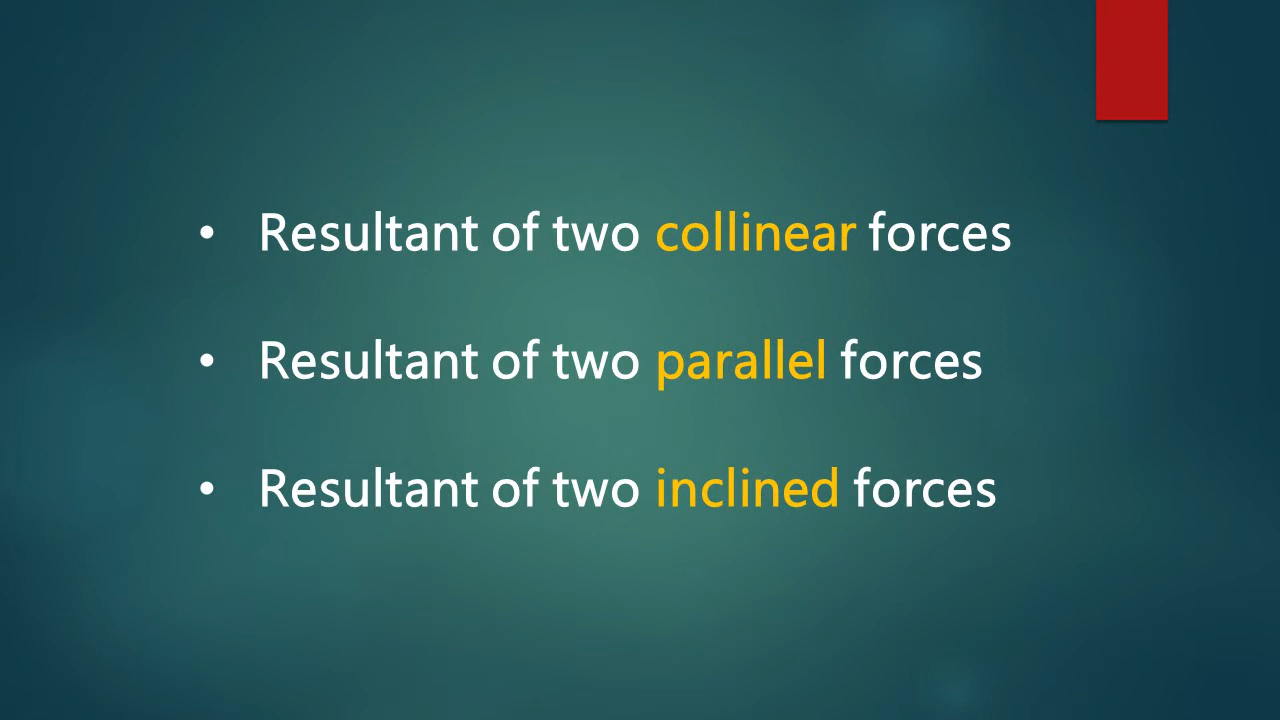 • Resultant of two collinear forces
• Resultant of two parallel forces
• Resultant of two inclined forces